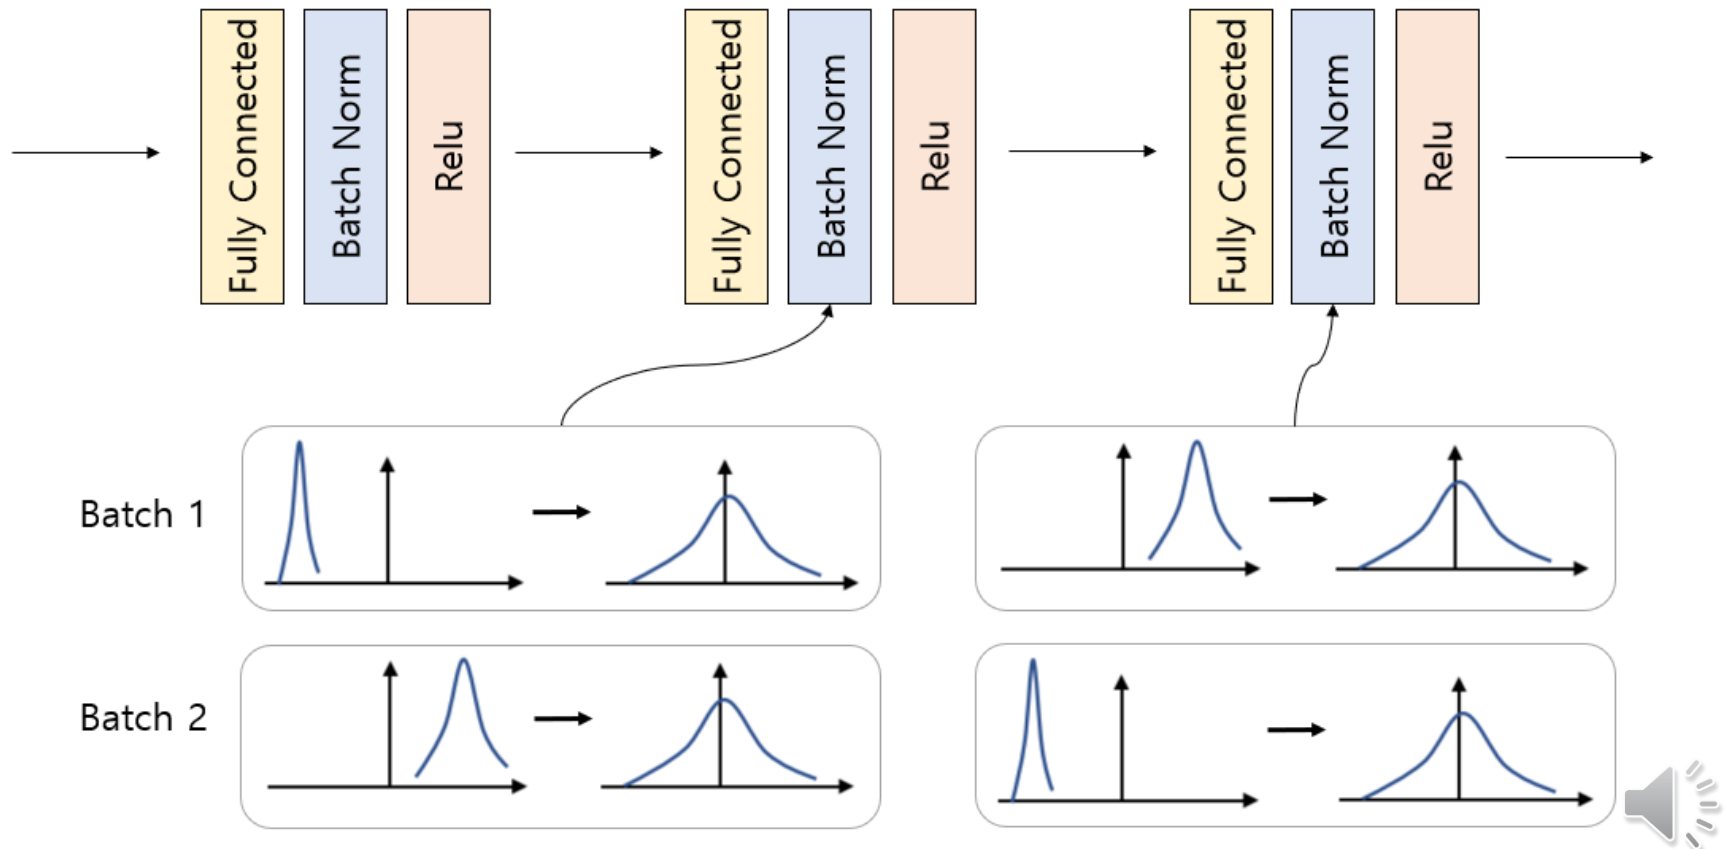 Fully Connected
Batch Norm
Relu
Fully Connected
Batch Norm
Relu
Fully Connected
Batch Norm
Relu
Batch 1
Batch 2